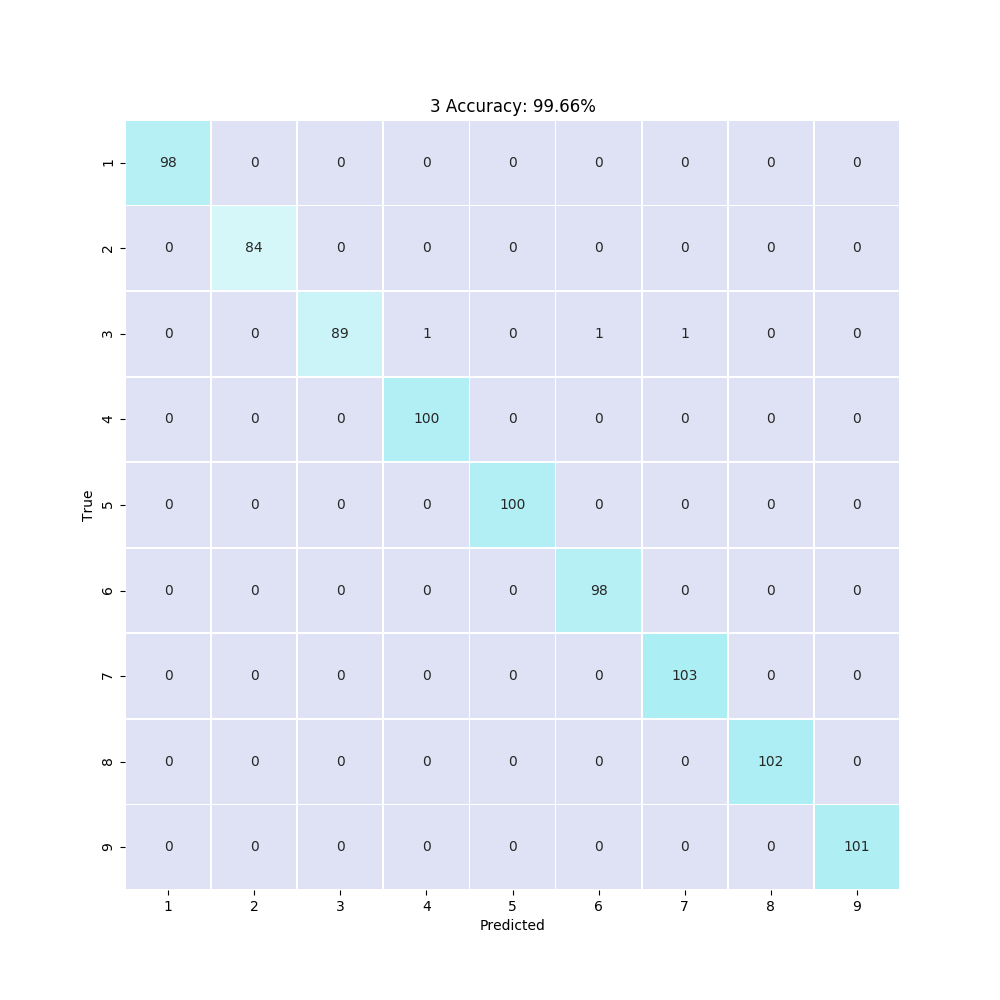 3 Accuracy: 99.66%
1 98 0 0 0 0 0 0 0 0
2 0 84 0 0 0 0 0 0 0
3 0 0 89 1 0 1 1 0 0
4 0 0 0 100 0 0 0 0 0
True
5 0 0 0 0 100 0 0 0 0
6 0 0 0 0 0 98 0 0 0
7 0 0 0 0 0 0 103 0 0
8 0 0 0 0 0 0 0 102 0
9 0 0 0 0 0 0 0 0 101
1 2 3 4 5 6 7 8 9
Predicted